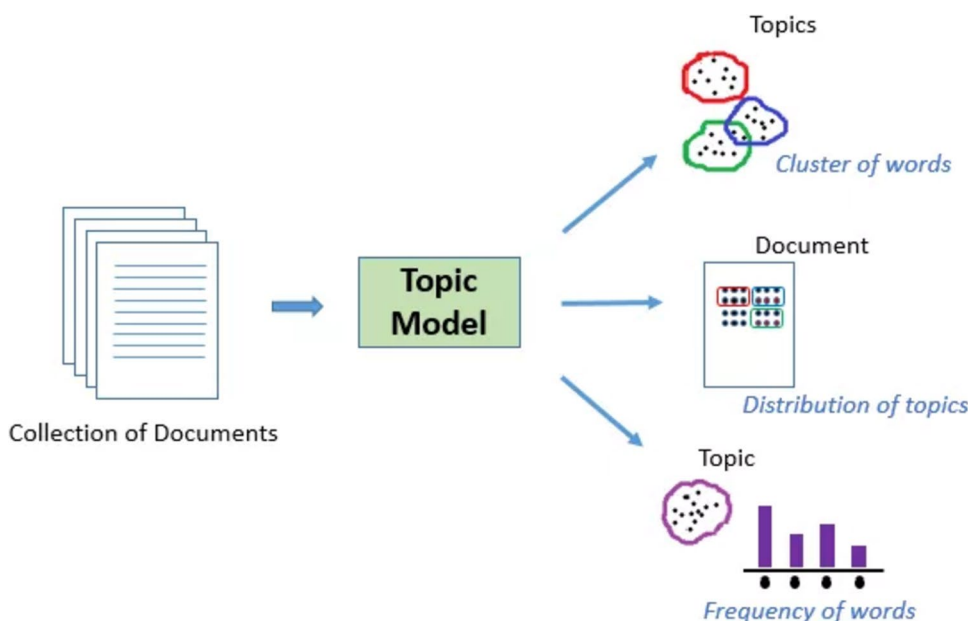 Topics
Cluster of words
Document
Topic
Model
Distribution of topics
Collection of Documents
Topic
Frequency of words